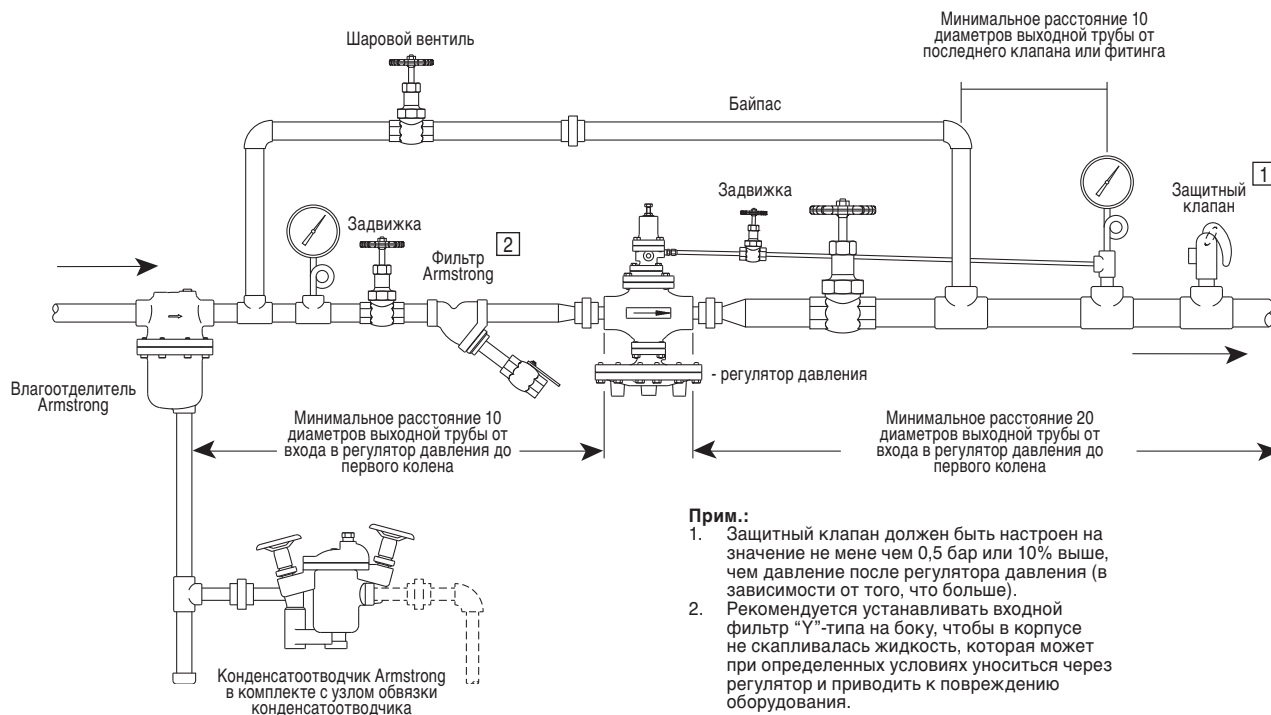 Минимальное расстояние 10
диаметров выходной трубы от
последнего клапана или фитинга
Шаровой вентиль
Байпас
Задвижка
1
Защитный
клапан
Задвижка
2
Фильтр
Armstrong
Влагоотделитель
Armstrong
- регулятор давления
Минимальное расстояние 10
диаметров выходной трубы от
входа в регулятор давления до
первого колена
Минимальное расстояние 20
диаметров выходной трубы от
входа в регулятор давления до
первого колена
Прим.:
1. Защитный клапан должен быть настроен на
значение не мене чем 0,5 бар или 10% выше,
чем давление после регулятора давления (в
зависимости от того, что больше).
2. Рекомендуется устанавливать входной
фильтр “Y”-типа на боку, чтобы в корпусе
не скапливалась жидкость, которая может
при определенных условиях уноситься через
регулятор и приводить к повреждению
оборудования.
Конденсатоотводчик Armstrong
в комплекте с узлом обвязки
конденсатоотводчика